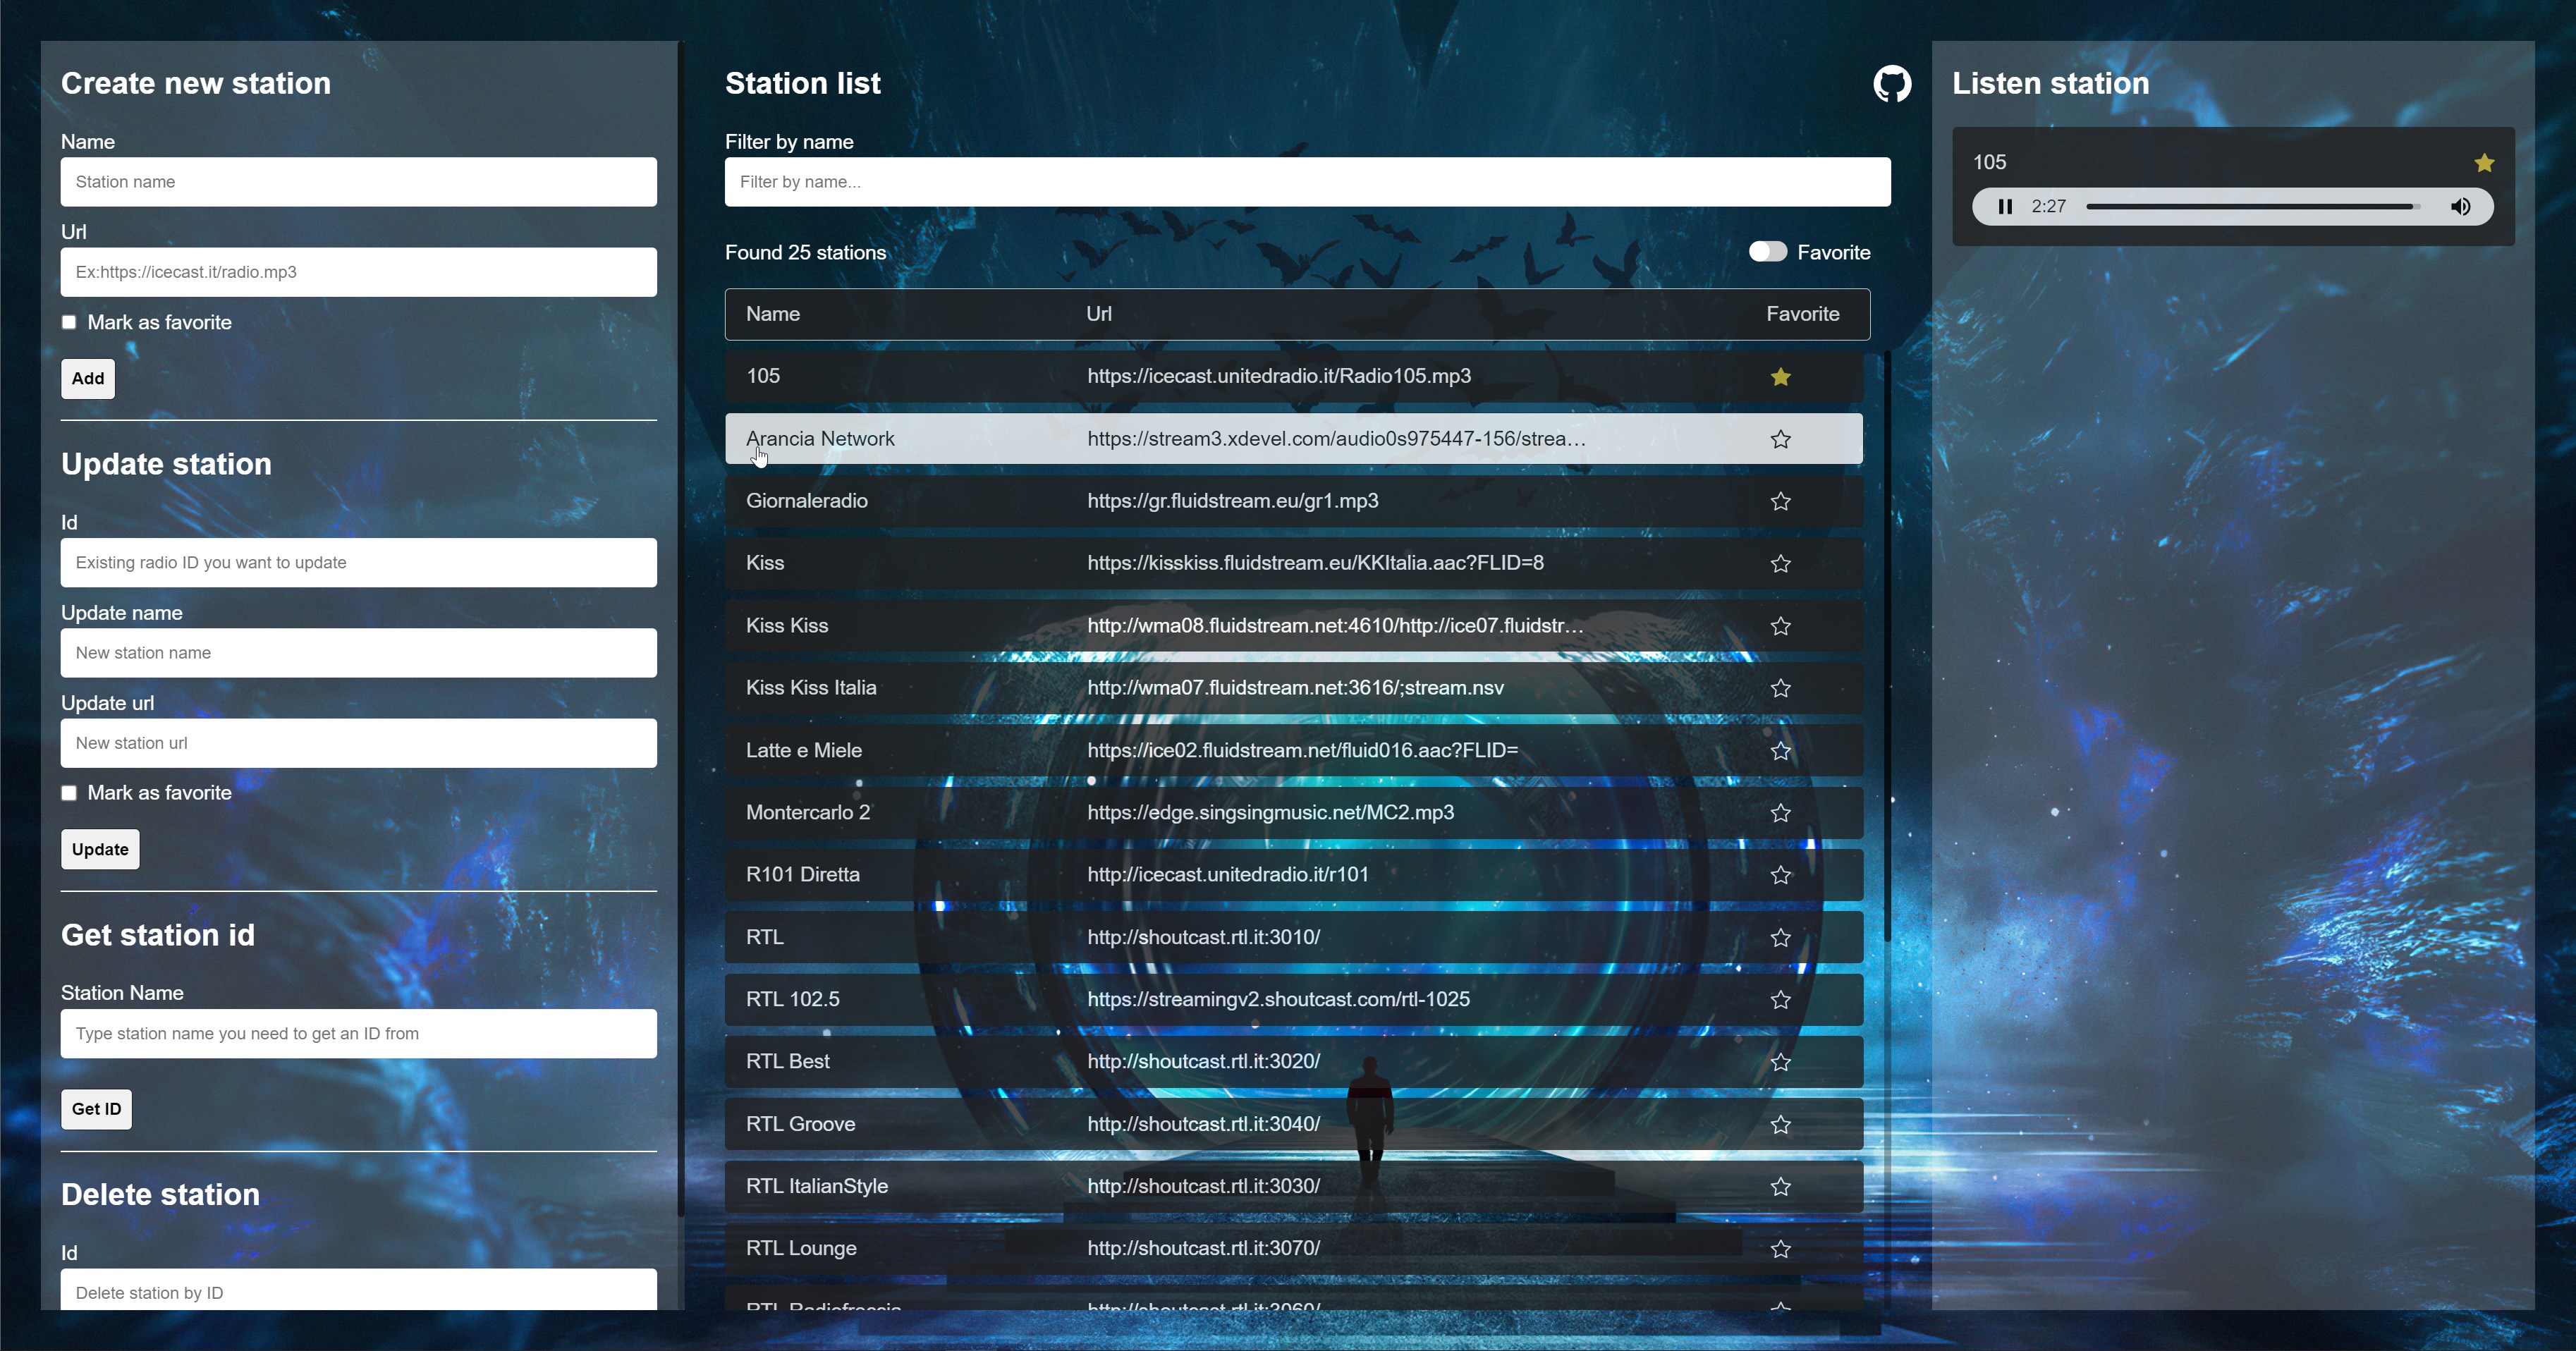 Create new station
Name
Station name
Url
Ex:https://icecast.it/radio.mp3
Mark as favorite
Add
Update station
Id
Existing radio ID you want to update
Update name
New station name
Update url
New station url
Mark as favorite
Update
Get station id
Station Name
Type station name you need to get an ID from
Get ID
Delete station
Id
Delete station by ID
Station list
Filter by name
Filter by name...
Found 25 stations
Favorite
Name Url Favorite
105 https://icecast.unitedradio.it/Radio105.mp3
Arancia Network https://stream3.xdevel.com/audio0s975447-156/strea…
Giornaleradio https://gr.fluidstream.eu/gr1.mp3
Kiss https://kisskiss.fluidstream.eu/KKItalia.aac?FLID=8
Kiss Kiss http://wma08.fluidstream.net:4610/http://ice07.fluidstr…
Kiss Kiss Italia http://wma07.fluidstream.net:3616/;stream.nsv
Latte e Miele https://ice02.fluidstream.net/fluid016.aac?FLID=
Montercarlo 2 https://edge.singsingmusic.net/MC2.mp3
R101 Diretta http://icecast.unitedradio.it/r101
RTL http://shoutcast.rtl.it:3010/
RTL 102.5 https://streamingv2.shoutcast.com/rtl-1025
RTL Best http://shoutcast.rtl.it:3020/
RTL Groove http://shoutcast.rtl.it:3040/
RTL ItalianStyle http://shoutcast.rtl.it:3030/
RTL Lounge http://shoutcast.rtl.it:3070/
RTL Radiofreccia http://shoutcast.rtl.it:3060/
Listen station
105
2:27